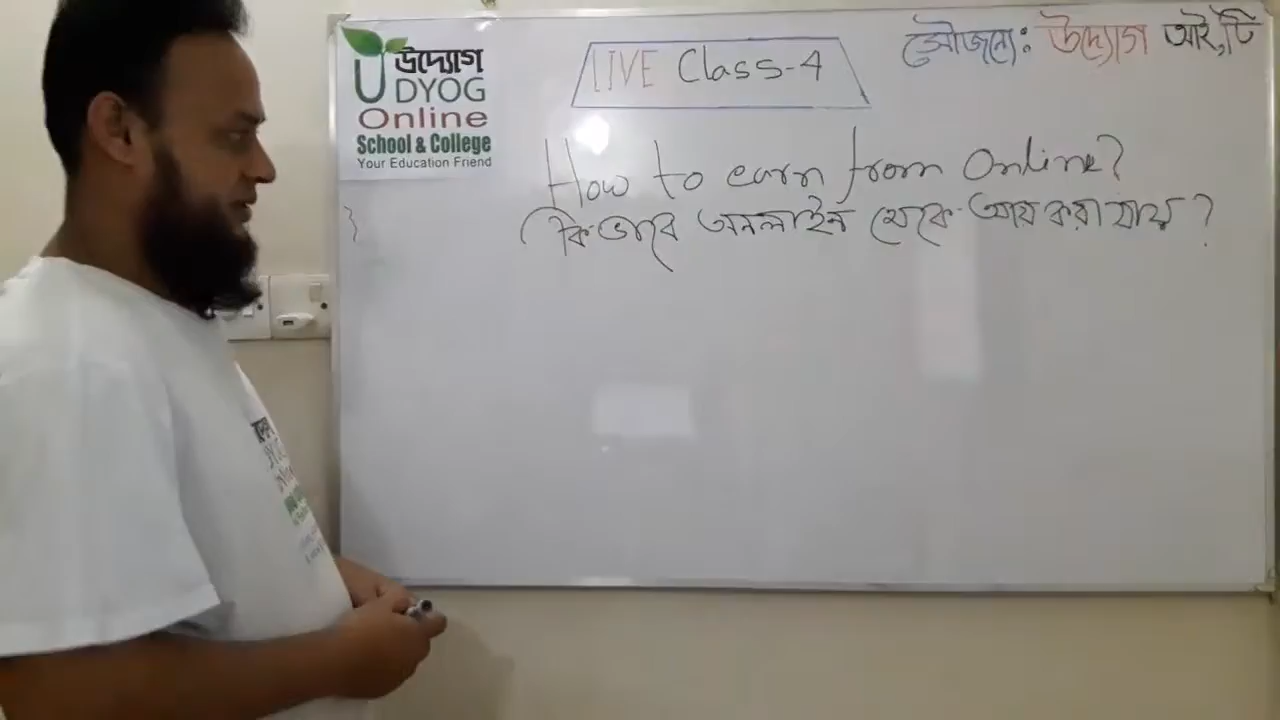 উদ্যোগ
UDYOG
Online
School & College
Your Education Friend
LIVE Class-4
সৌজন্যে: উদ্যোগ আই,টি
How to earn from Online?
(কিভাবে অনলাইন থেকে আয় করা যায়?